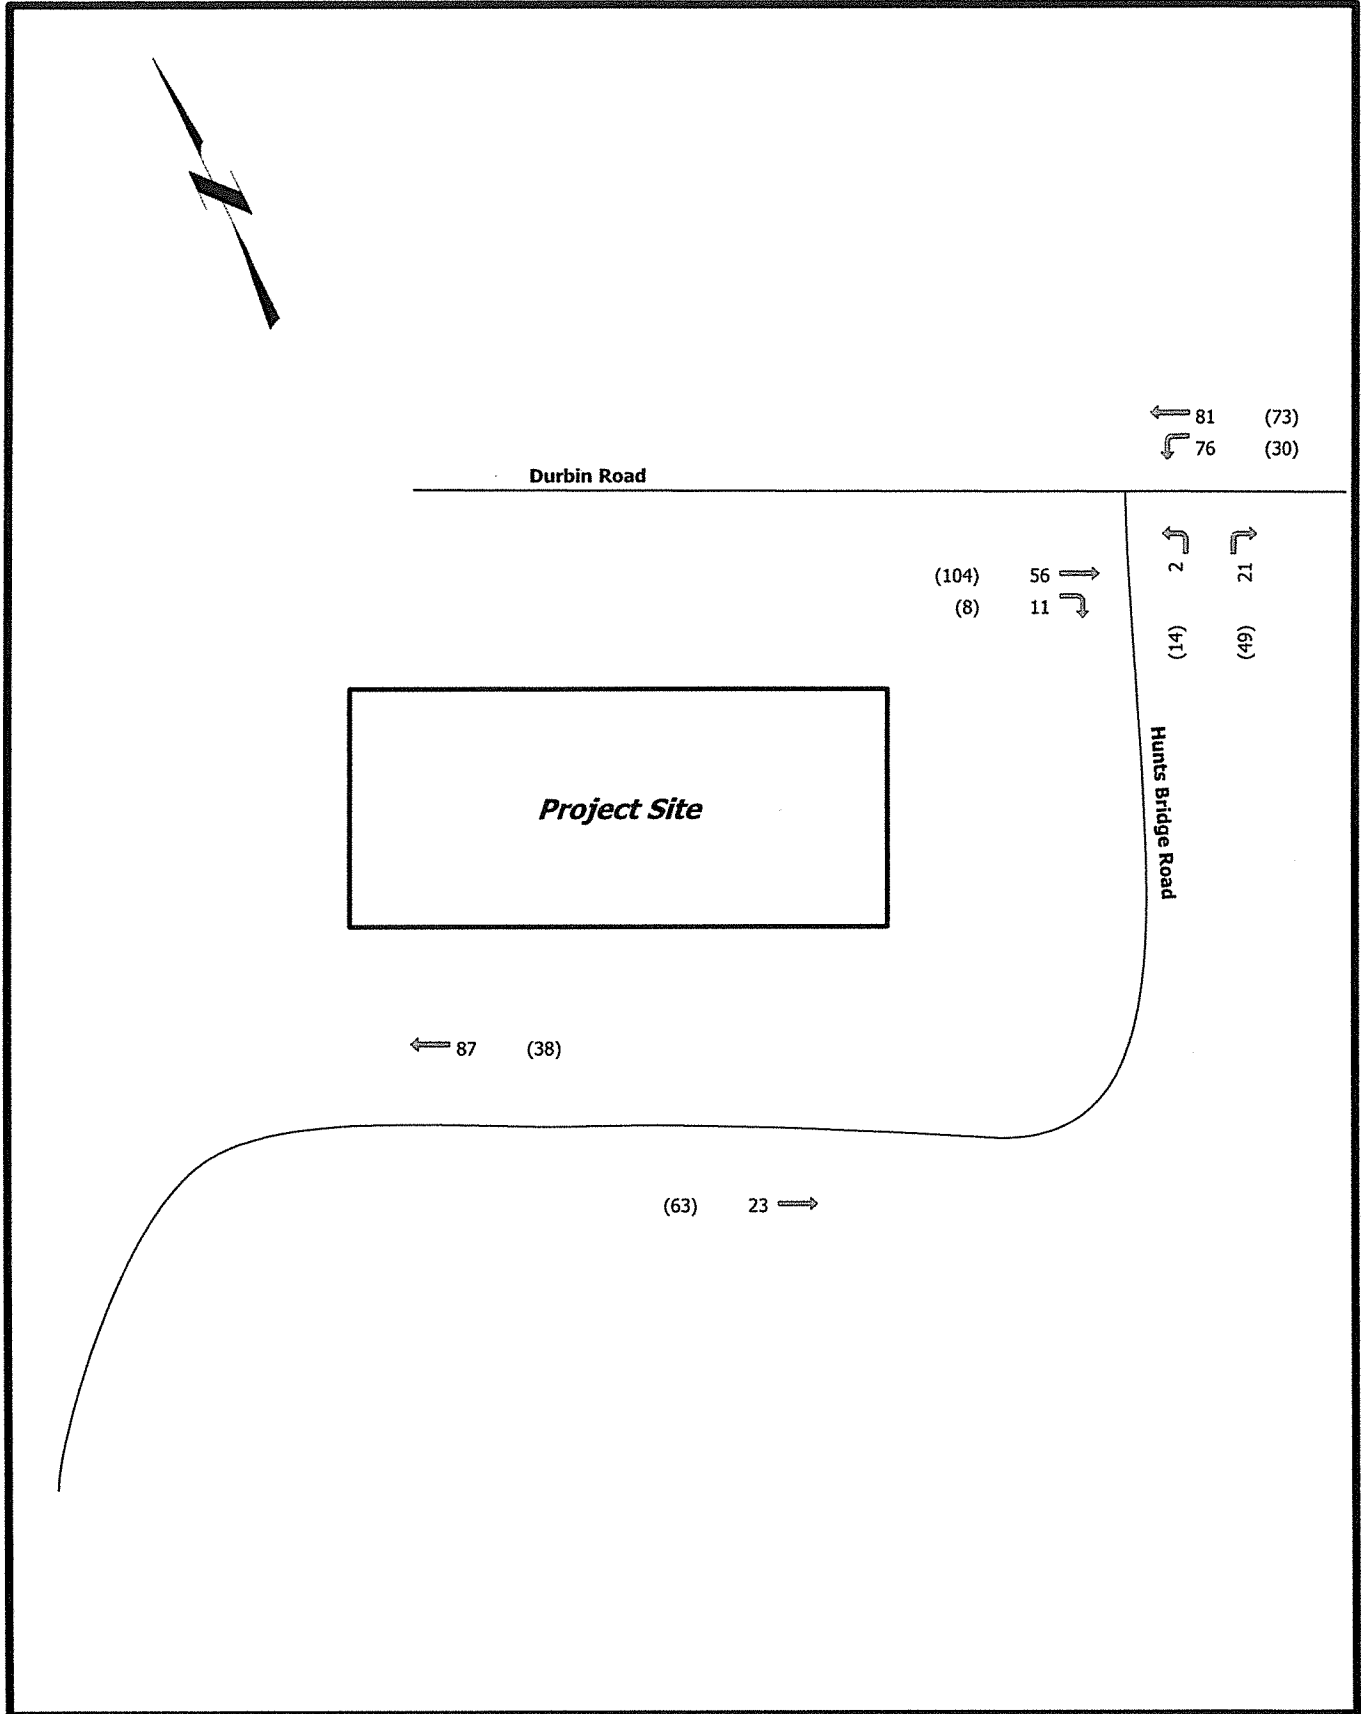 81 (73)
76 (30)
Durbin Road
2 21
(104) 56
(8) 11
(14) (49)
Hunts Bridge Road
Project Site
87 (38)
(63) 23